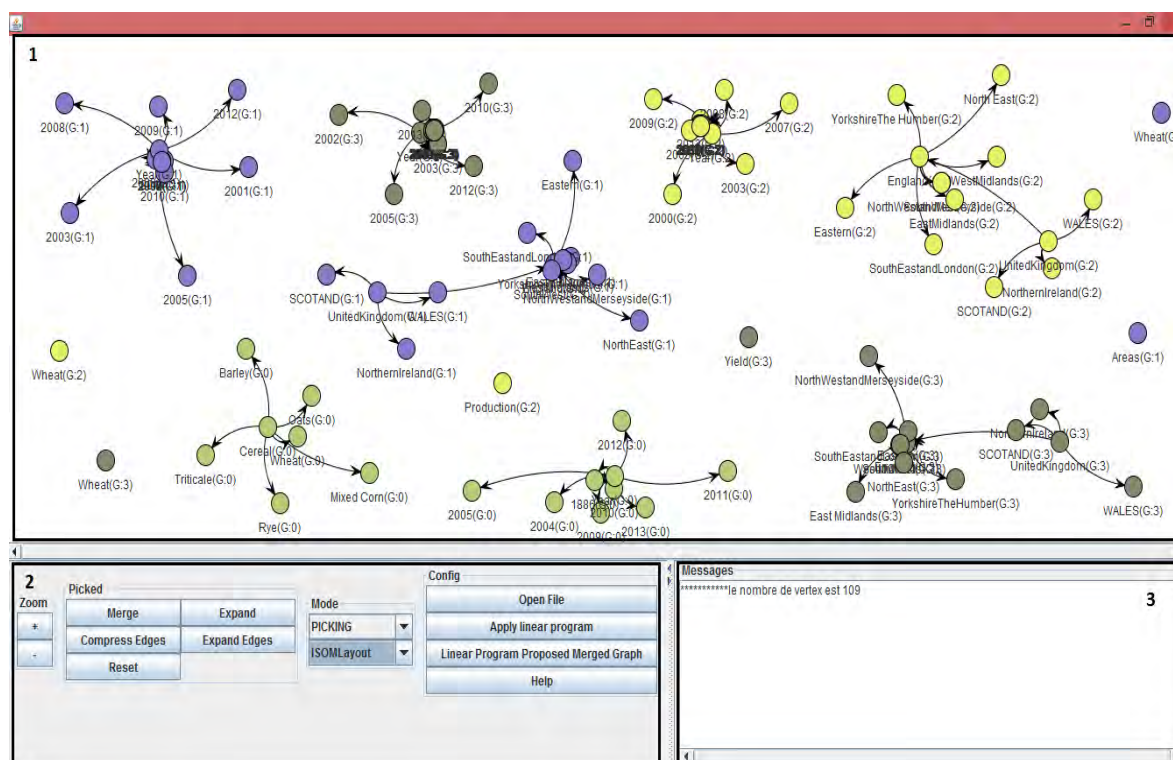 1
2008(G:1)
2009(G:1)
2012(G:1)
Year(G:1)
2010(G:1)
2001(G:1)
2003(G:1)
2005(G:1)
2002(G:3)
2010(G:3)
2003(G:3)
2012(G:3)
2005(G:3)
2009(G:2)
2007(G:2)
2003(G:2)
2000(G:2)
YorkshireThe Humber(G:2)
North East(G:2)
WestMidlands(G:2)
EastMidlands(G:2)
Eastern(G:2)
SouthEastandLondon(G:2)
WALES(G:2)
UnitedKingdom(G:2)
NorthernIreland(G:2)
SCOTAND(G:2)
Eastern(G:1)
SouthEastandLondon(G:1)
SCOTAND(G:1)
WALES(G:1)
NorthWestandMerseyside(G:1)
NorthEast(G:1)
NorthernIreland(G:1)
Areas(G:1)
Wheat(G:2)
Barley(G:0)
Oats(G:0)
Cereal(G:0)
Wheat(G:0)
Triticale(G:0)
Mixed Corn(G:0)
Rye(G:0)
Wheat(G:3)
Production(G:2)
Yield(G:3)
2012(G:0)
2005(G:0)
2004(G:0)
2010(G:0)
2009(G:0)
2013(G:0)
2011(G:0)
NorthWestandMerseyside(G:3)
SCOTAND(G:3)
UnitedKingdom(G:3)
NorthEast(G:3)
YorkshireTheHumber(G:3)
East Midlands(G:3)
WALES(G:3)
2
Zoom
+
-
Picked
Merge
Expand
Compress Edges
Expand Edges
Reset
Mode
PICKING
ISOMLayout
Config
Open File
Apply linear program
Linear Program Proposed Merged Graph
Help
Messages
***********le nombre de vertex est 109
3